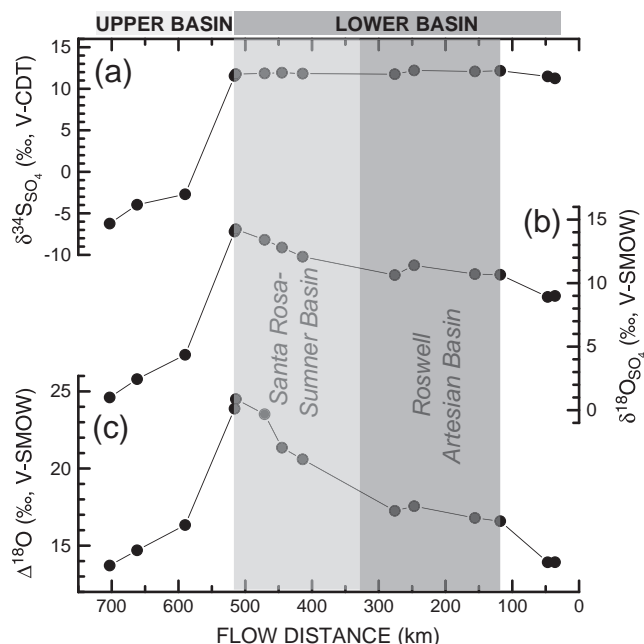 UPPER BASIN LOWER BASIN
(a)
δ³⁴S_SO₄ (‰, V-CDT)
15
10
5
0
-5
-10
(b)
δ¹⁸O_SO₄ (‰, V-SMOW)
15
10
5
0
Santa Rosa-
Sumner Basin
Roswell
Artesian Basin
(c)
Δ¹⁸O (‰, V-SMOW)
25
20
15
700 600 500 400 300 200 100 0
FLOW DISTANCE (km)